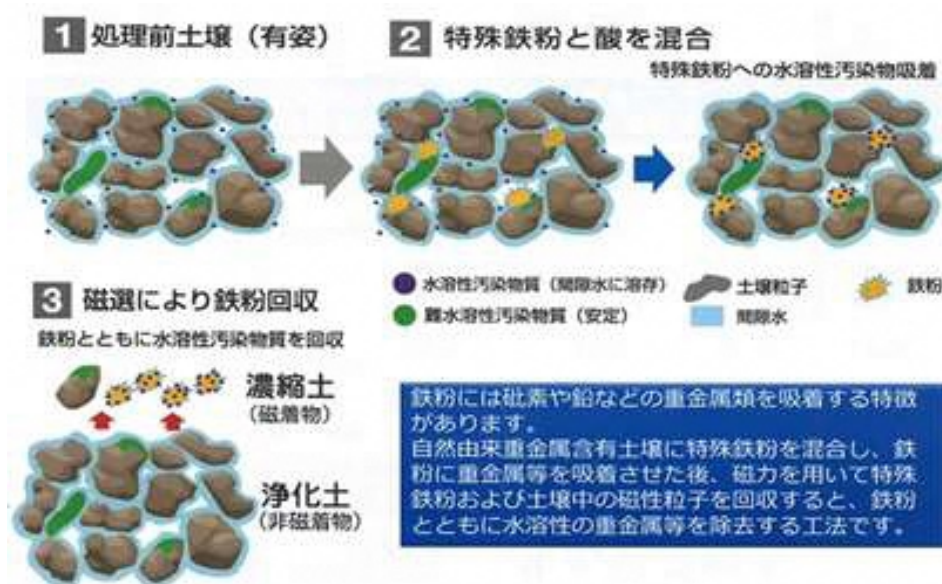 1 処理前土壌（有姿）
2 特殊鉄粉と酸を混合
特殊鉄粉への水溶性汚染物吸着
水溶性汚染物質（間隙水に溶存）
土壌粒子
鉄粉
難水溶性汚染物質（安定）
間隙水
3 磁選により鉄粉回収
鉄粉とともに水溶性汚染物質を回収
濃縮土
（磁着物）
浄化土
（非磁着物）
鉄粉には砒素や鉛などの重金属類を吸着する特徴
があります。
自然由来重金属含有土壌に特殊鉄粉を混合し、鉄
粉に重金属等を吸着させた後、磁力を用いて特殊
鉄粉および土壌中の磁性粒子を回収すると、鉄粉
とともに水溶性の重金属等を除去する工法です。